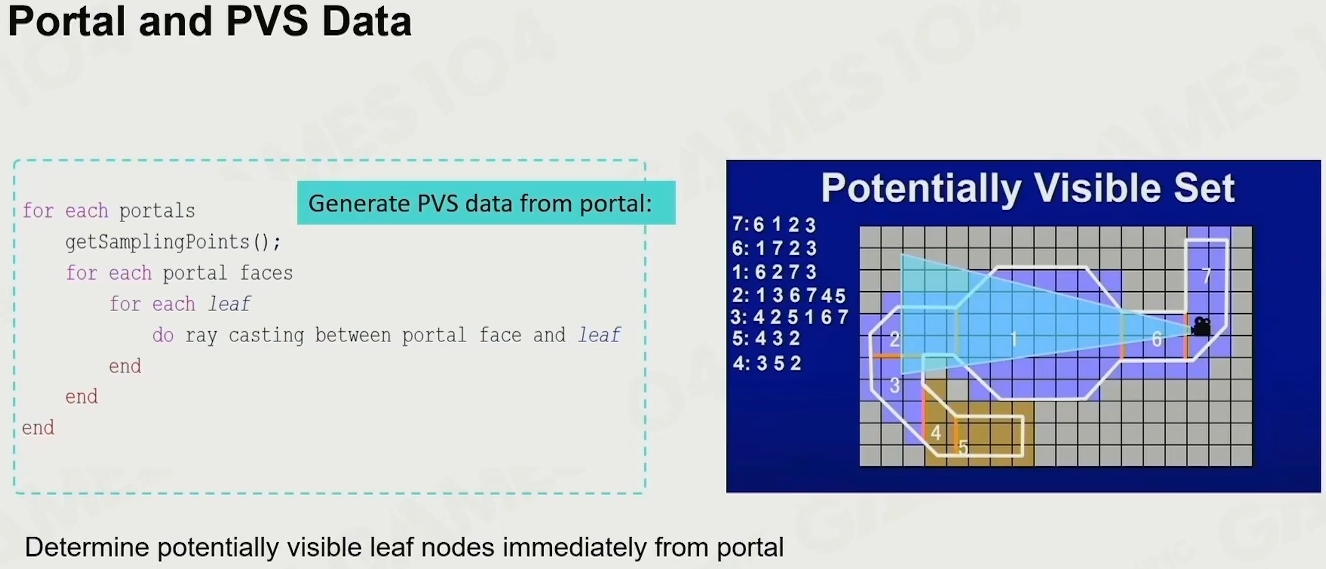 Portal and PVS Data
Generate PVS data from portal:
for each portals
getSamplingPoints();
for each portal faces
for each leaf
do ray casting between portal face and leaf
end
end
end
Potentially Visible Set
7: 6 1 2 3
6: 1 7 2 3
1: 6 2 7 3
2: 1 3 6 7 4 5
3: 4 2 5 1 6 7
5: 4 3 2
4: 3 5 2
7
2
1
6
3
4
5
Determine potentially visible leaf nodes immediately from portal
GAMES 104